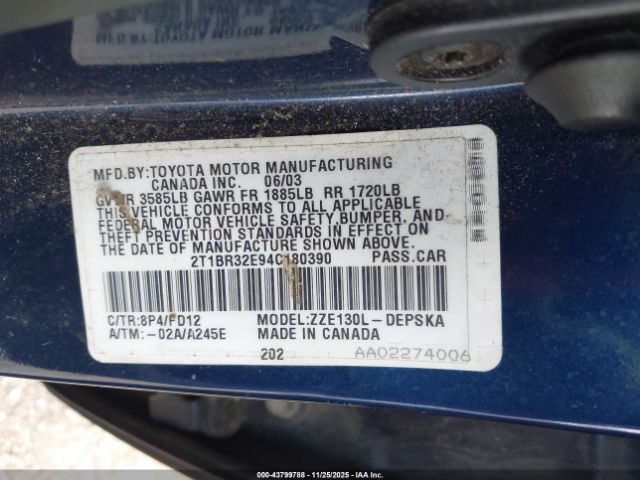 MFD.BY:TOYOTA MOTOR MANUFACTURING
CANADA INC. 06/03
GVWR 3585LB GAWR FR 1885LB RR 1720LB
THIS VEHICLE CONFORMS TO ALL APPLICABLE
FEDERAL MOTOR VEHICLE SAFETY,BUMPER, AND
THEFT PREVENTION STANDARDS IN EFFECT ON
THE DATE OF MANUFACTURE SHOWN ABOVE.
2T1BR32E94C180390 PASS.CAR
C/TR:8P4/FD12 MODEL:ZZE130L-DEPSKA
A/TM:-02A/A245E MADE IN CANADA
202 AA02274006
000-43799788 - 11/25/2025 - IAAI.COM